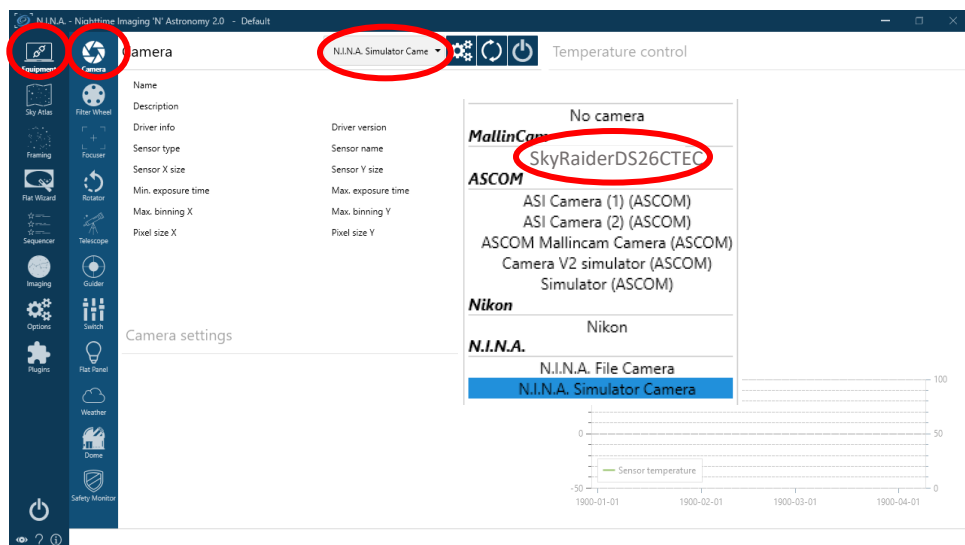 N.I.N.A. - Nighttime Imaging 'N' Astronomy 2.0 - Default
Equipment
Camera
Camera
N.I.N.A. Simulator Came
Temperature control
Sky Atlas
Framing
Flat Wizard
Sequencer
Imaging
Options
Plugins
Filter Wheel
Focuser
Rotator
Telescope
Guider
Switch
Flat Panel
Weather
Dome
Safety Monitor
Name
Description
Driver info
Driver version
Sensor type
Sensor name
Sensor X size
Sensor Y size
Min. exposure time
Max. exposure time
Max. binning X
Max. binning Y
Pixel size X
Pixel size Y
Camera settings
No camera
MallinCam
SkyRaiderDS26CTEC
ASCOM
ASI Camera (1) (ASCOM)
ASI Camera (2) (ASCOM)
ASCOM Mallincam Camera (ASCOM)
Camera V2 simulator (ASCOM)
Simulator (ASCOM)
Nikon
Nikon
N.I.N.A.
N.I.N.A. File Camera
N.I.N.A. Simulator Camera
100
0
50
Sensor temperature
-50
0
1900-01-01
1900-02-01
1900-03-01
1900-04-01